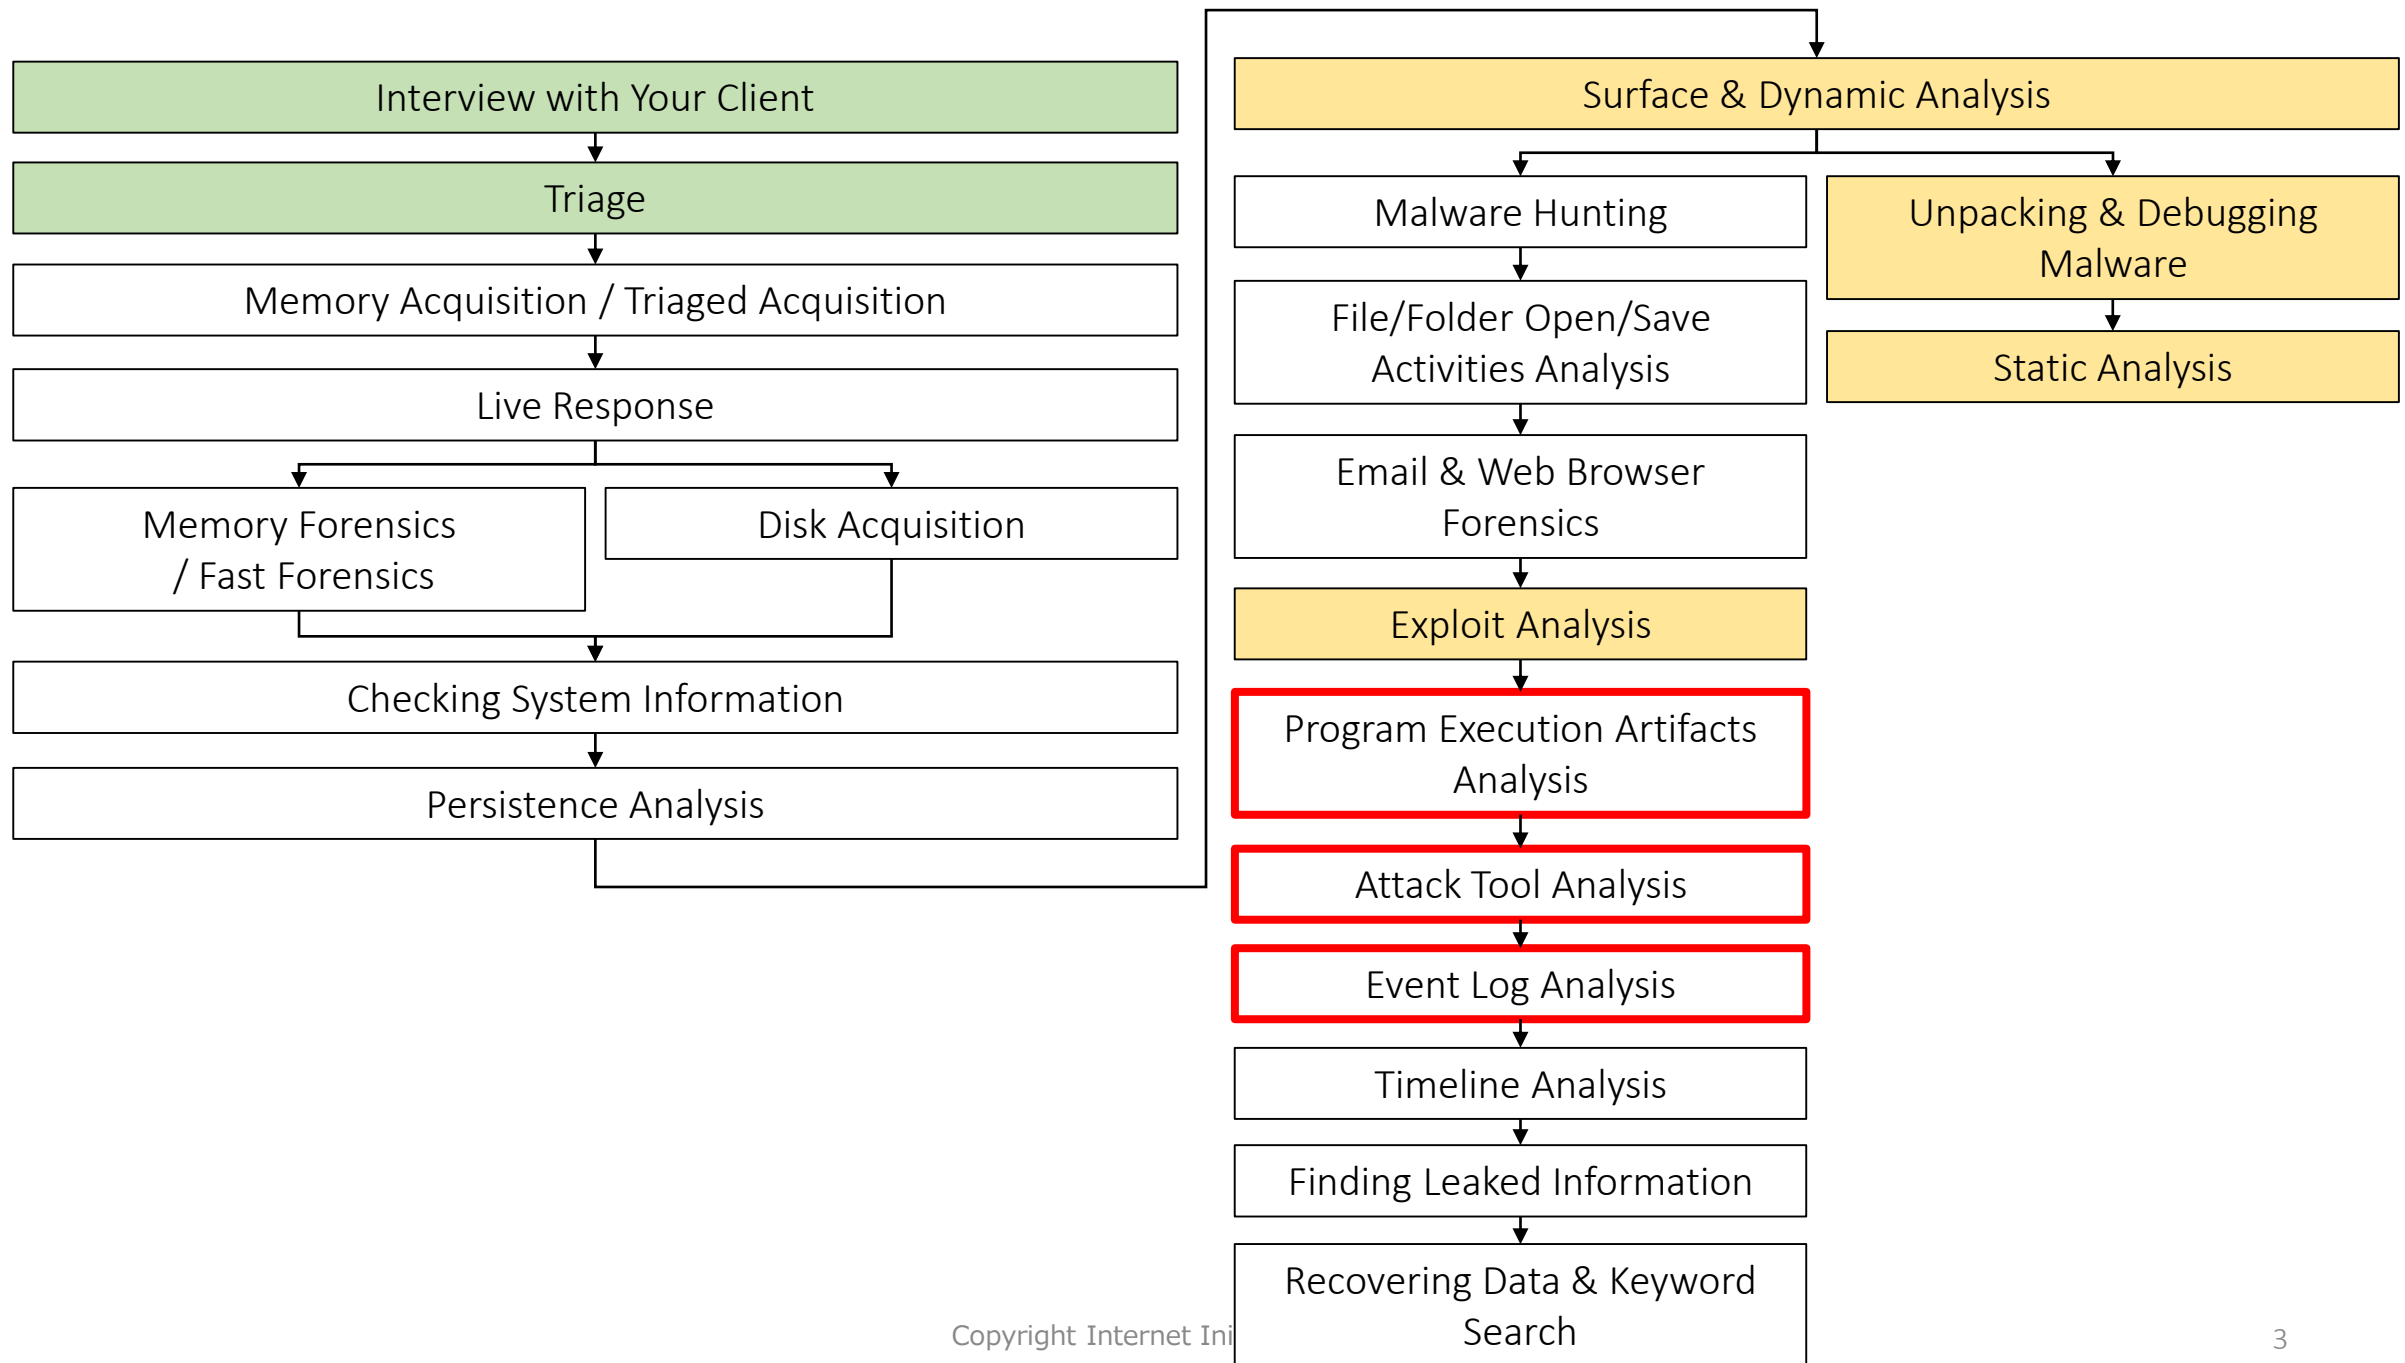 Interview with Your Client
Triage
Memory Acquisition / Triaged Acquisition
Live Response
Memory Forensics
/ Fast Forensics
Disk Acquisition
Checking System Information
Persistence Analysis
Surface & Dynamic Analysis
Malware Hunting
File/Folder Open/Save
Activities Analysis
Email & Web Browser
Forensics
Exploit Analysis
Program Execution Artifacts
Analysis
Attack Tool Analysis
Event Log Analysis
Timeline Analysis
Finding Leaked Information
Recovering Data & Keyword
Search
Unpacking & Debugging
Malware
Static Analysis
Copyright Internet Ini
3